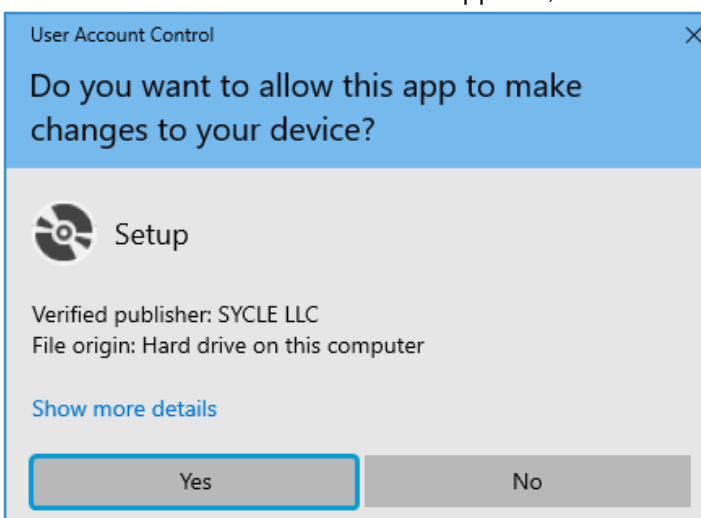 User Account Control
Do you want to allow this app to make
changes to your device?
Setup
Verified publisher: SYCLE LLC
File origin: Hard drive on this computer
Show more details
Yes
No